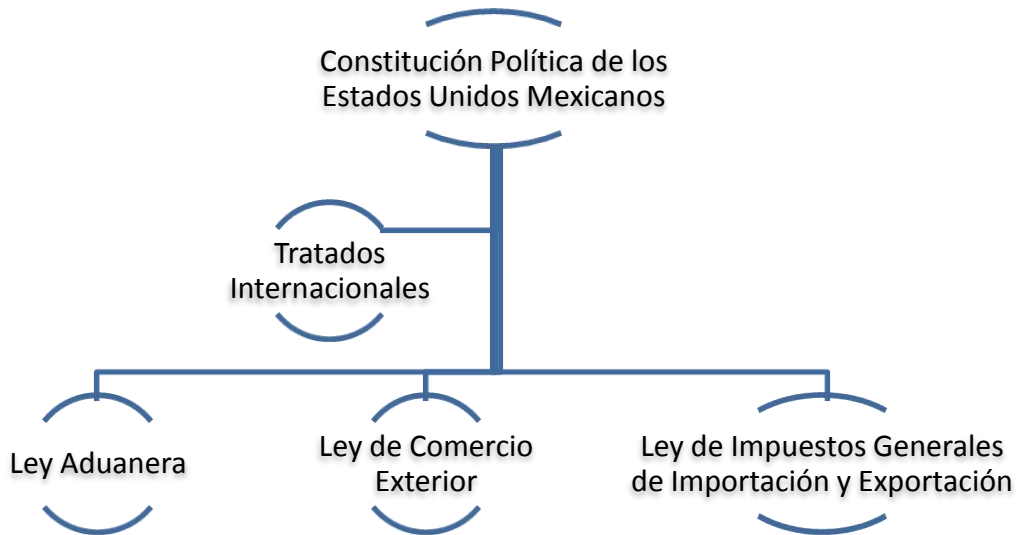 Constitución Política de los
Estados Unidos Mexicanos
Tratados
Internacionales
Ley Aduanera
Ley de Comercio
Exterior
Ley de Impuestos Generales
de Importación y Exportación